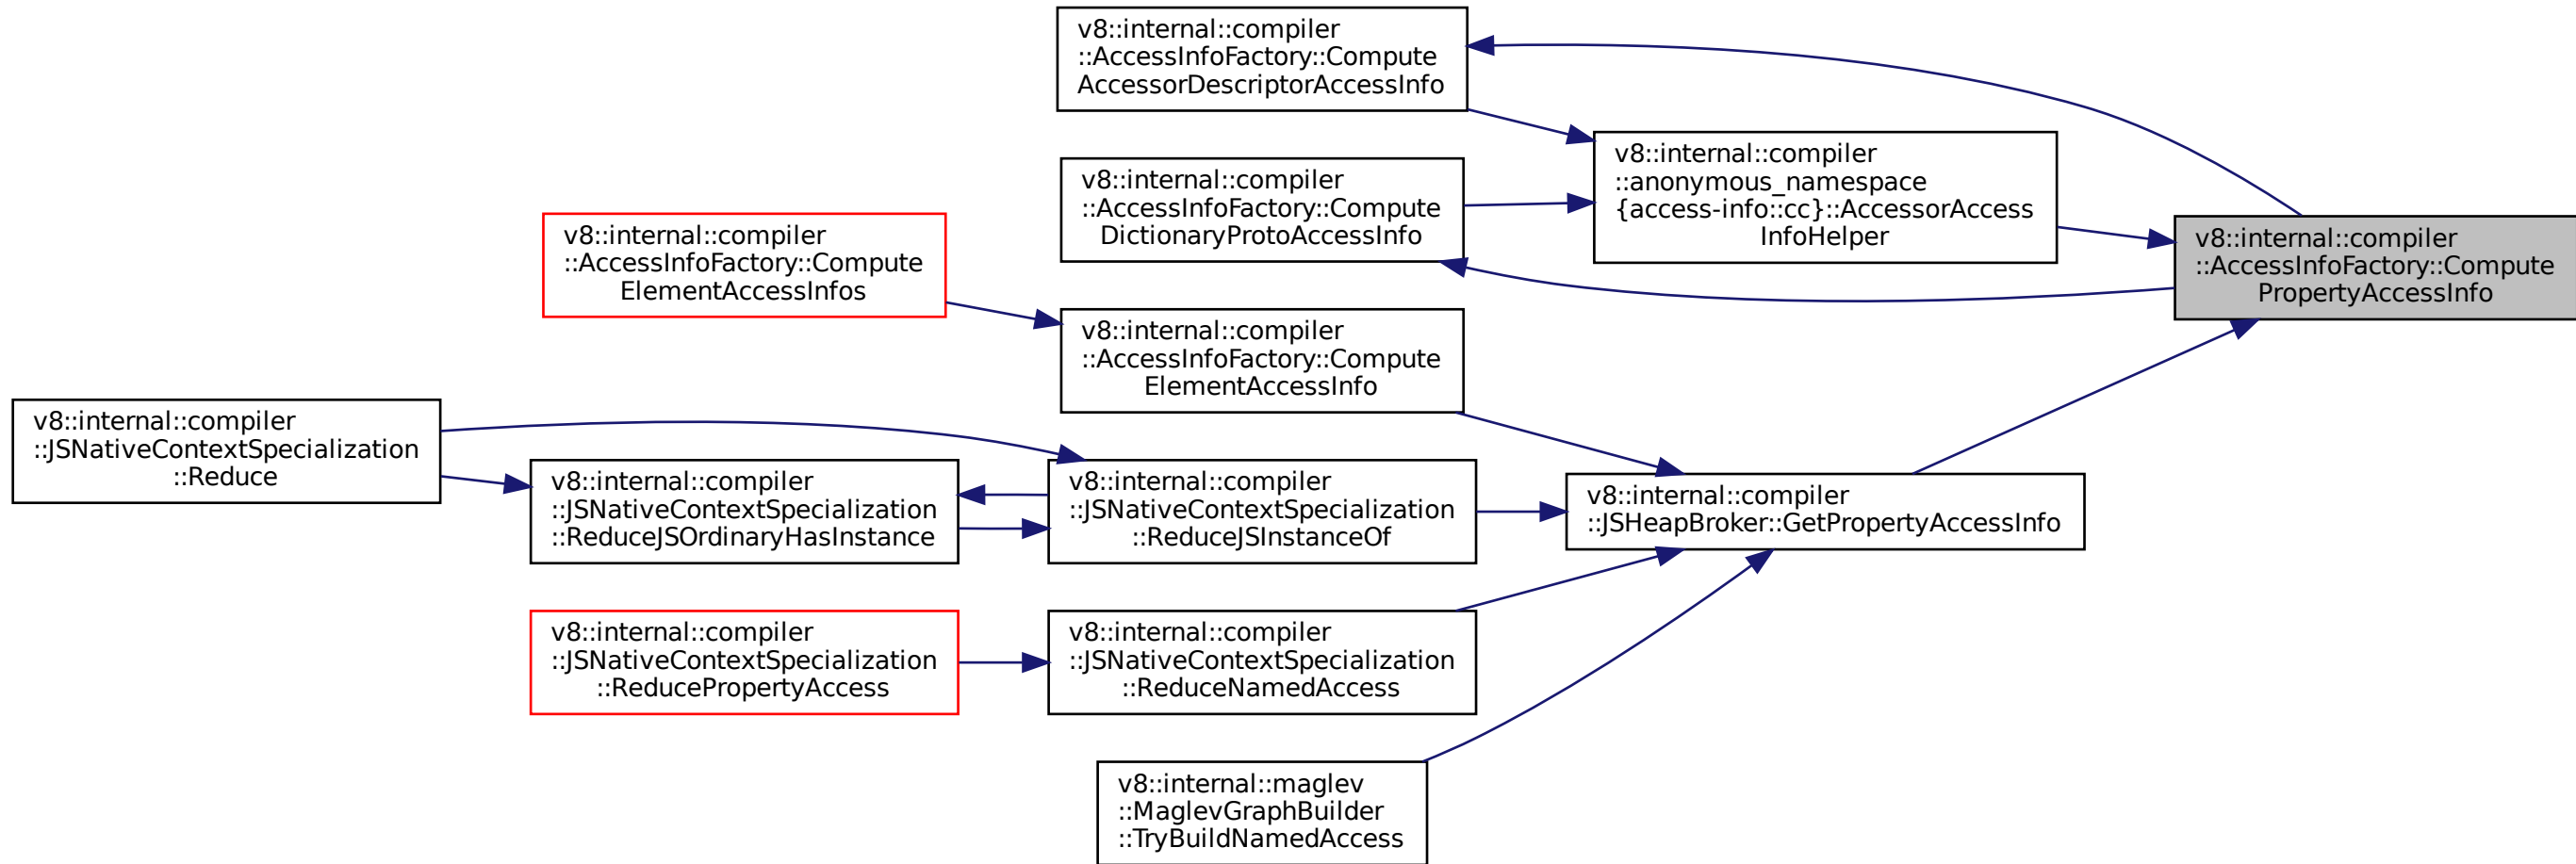 v8::internal::compiler
::AccessInfoFactory::Compute
AccessorDescriptorAccessInfo
v8::internal::compiler
::anonymous_namespace
{access-info::cc}::AccessorAccess
InfoHelper
v8::internal::compiler
::AccessInfoFactory::Compute
DictionaryProtoAccessInfo
v8::internal::compiler
::AccessInfoFactory::Compute
PropertyAccessInfo
v8::internal::compiler
::AccessInfoFactory::Compute
ElementAccessInfos
v8::internal::compiler
::AccessInfoFactory::Compute
ElementAccessInfo
v8::internal::compiler
::JSNativeContextSpecialization
::Reduce
v8::internal::compiler
::JSNativeContextSpecialization
::ReduceJSOrdinaryHasInstance
v8::internal::compiler
::JSNativeContextSpecialization
::ReduceJSInstanceOf
v8::internal::compiler
::JSHeapBroker::GetPropertyAccessInfo
v8::internal::compiler
::JSNativeContextSpecialization
::ReducePropertyAccess
v8::internal::compiler
::JSNativeContextSpecialization
::ReduceNamedAccess
v8::internal::maglev
::MaglevGraphBuilder
::TryBuildNamedAccess